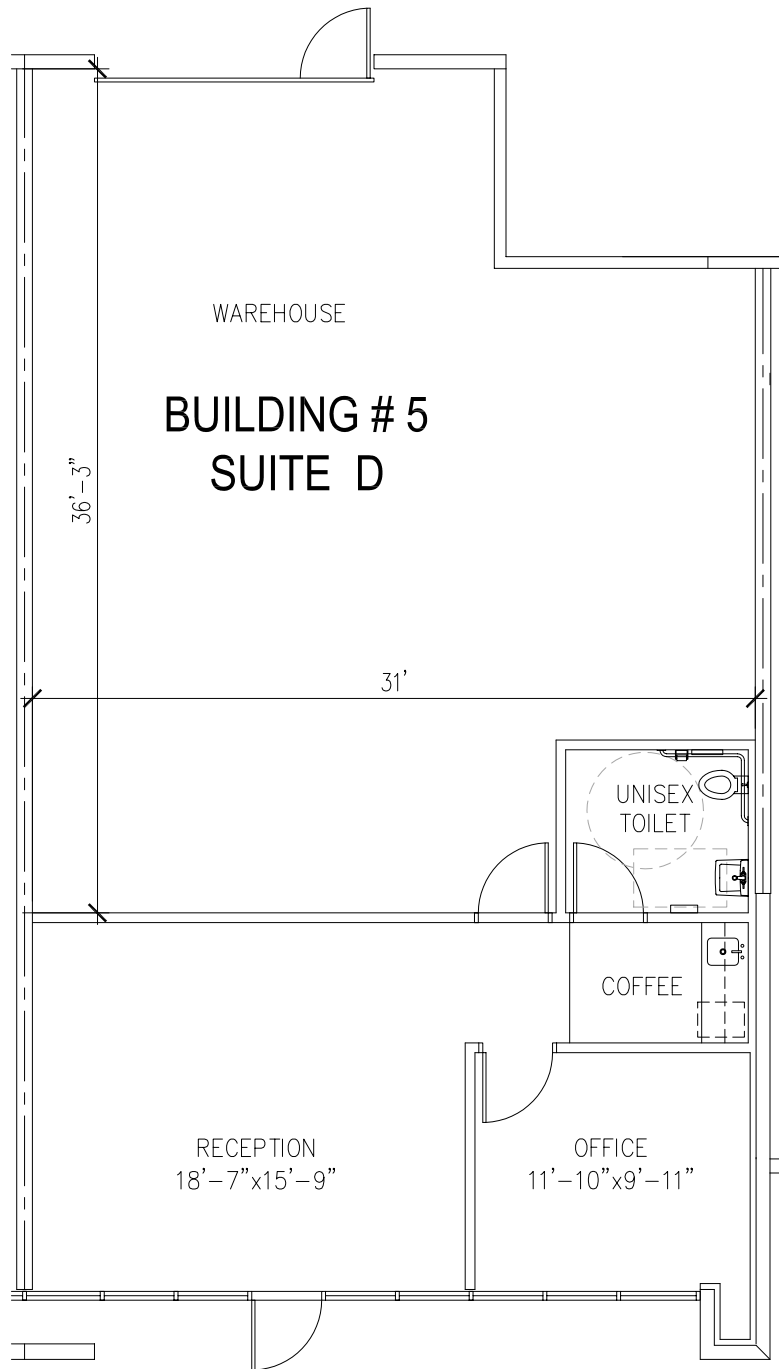 WAREHOUSE
BUILDING # 5
SUITE D
36'-3"
31'
UNISEX
TOILET
COFFEE
RECEPTION
18'-7"x15'-9"
OFFICE
11'-10"x9'-11"